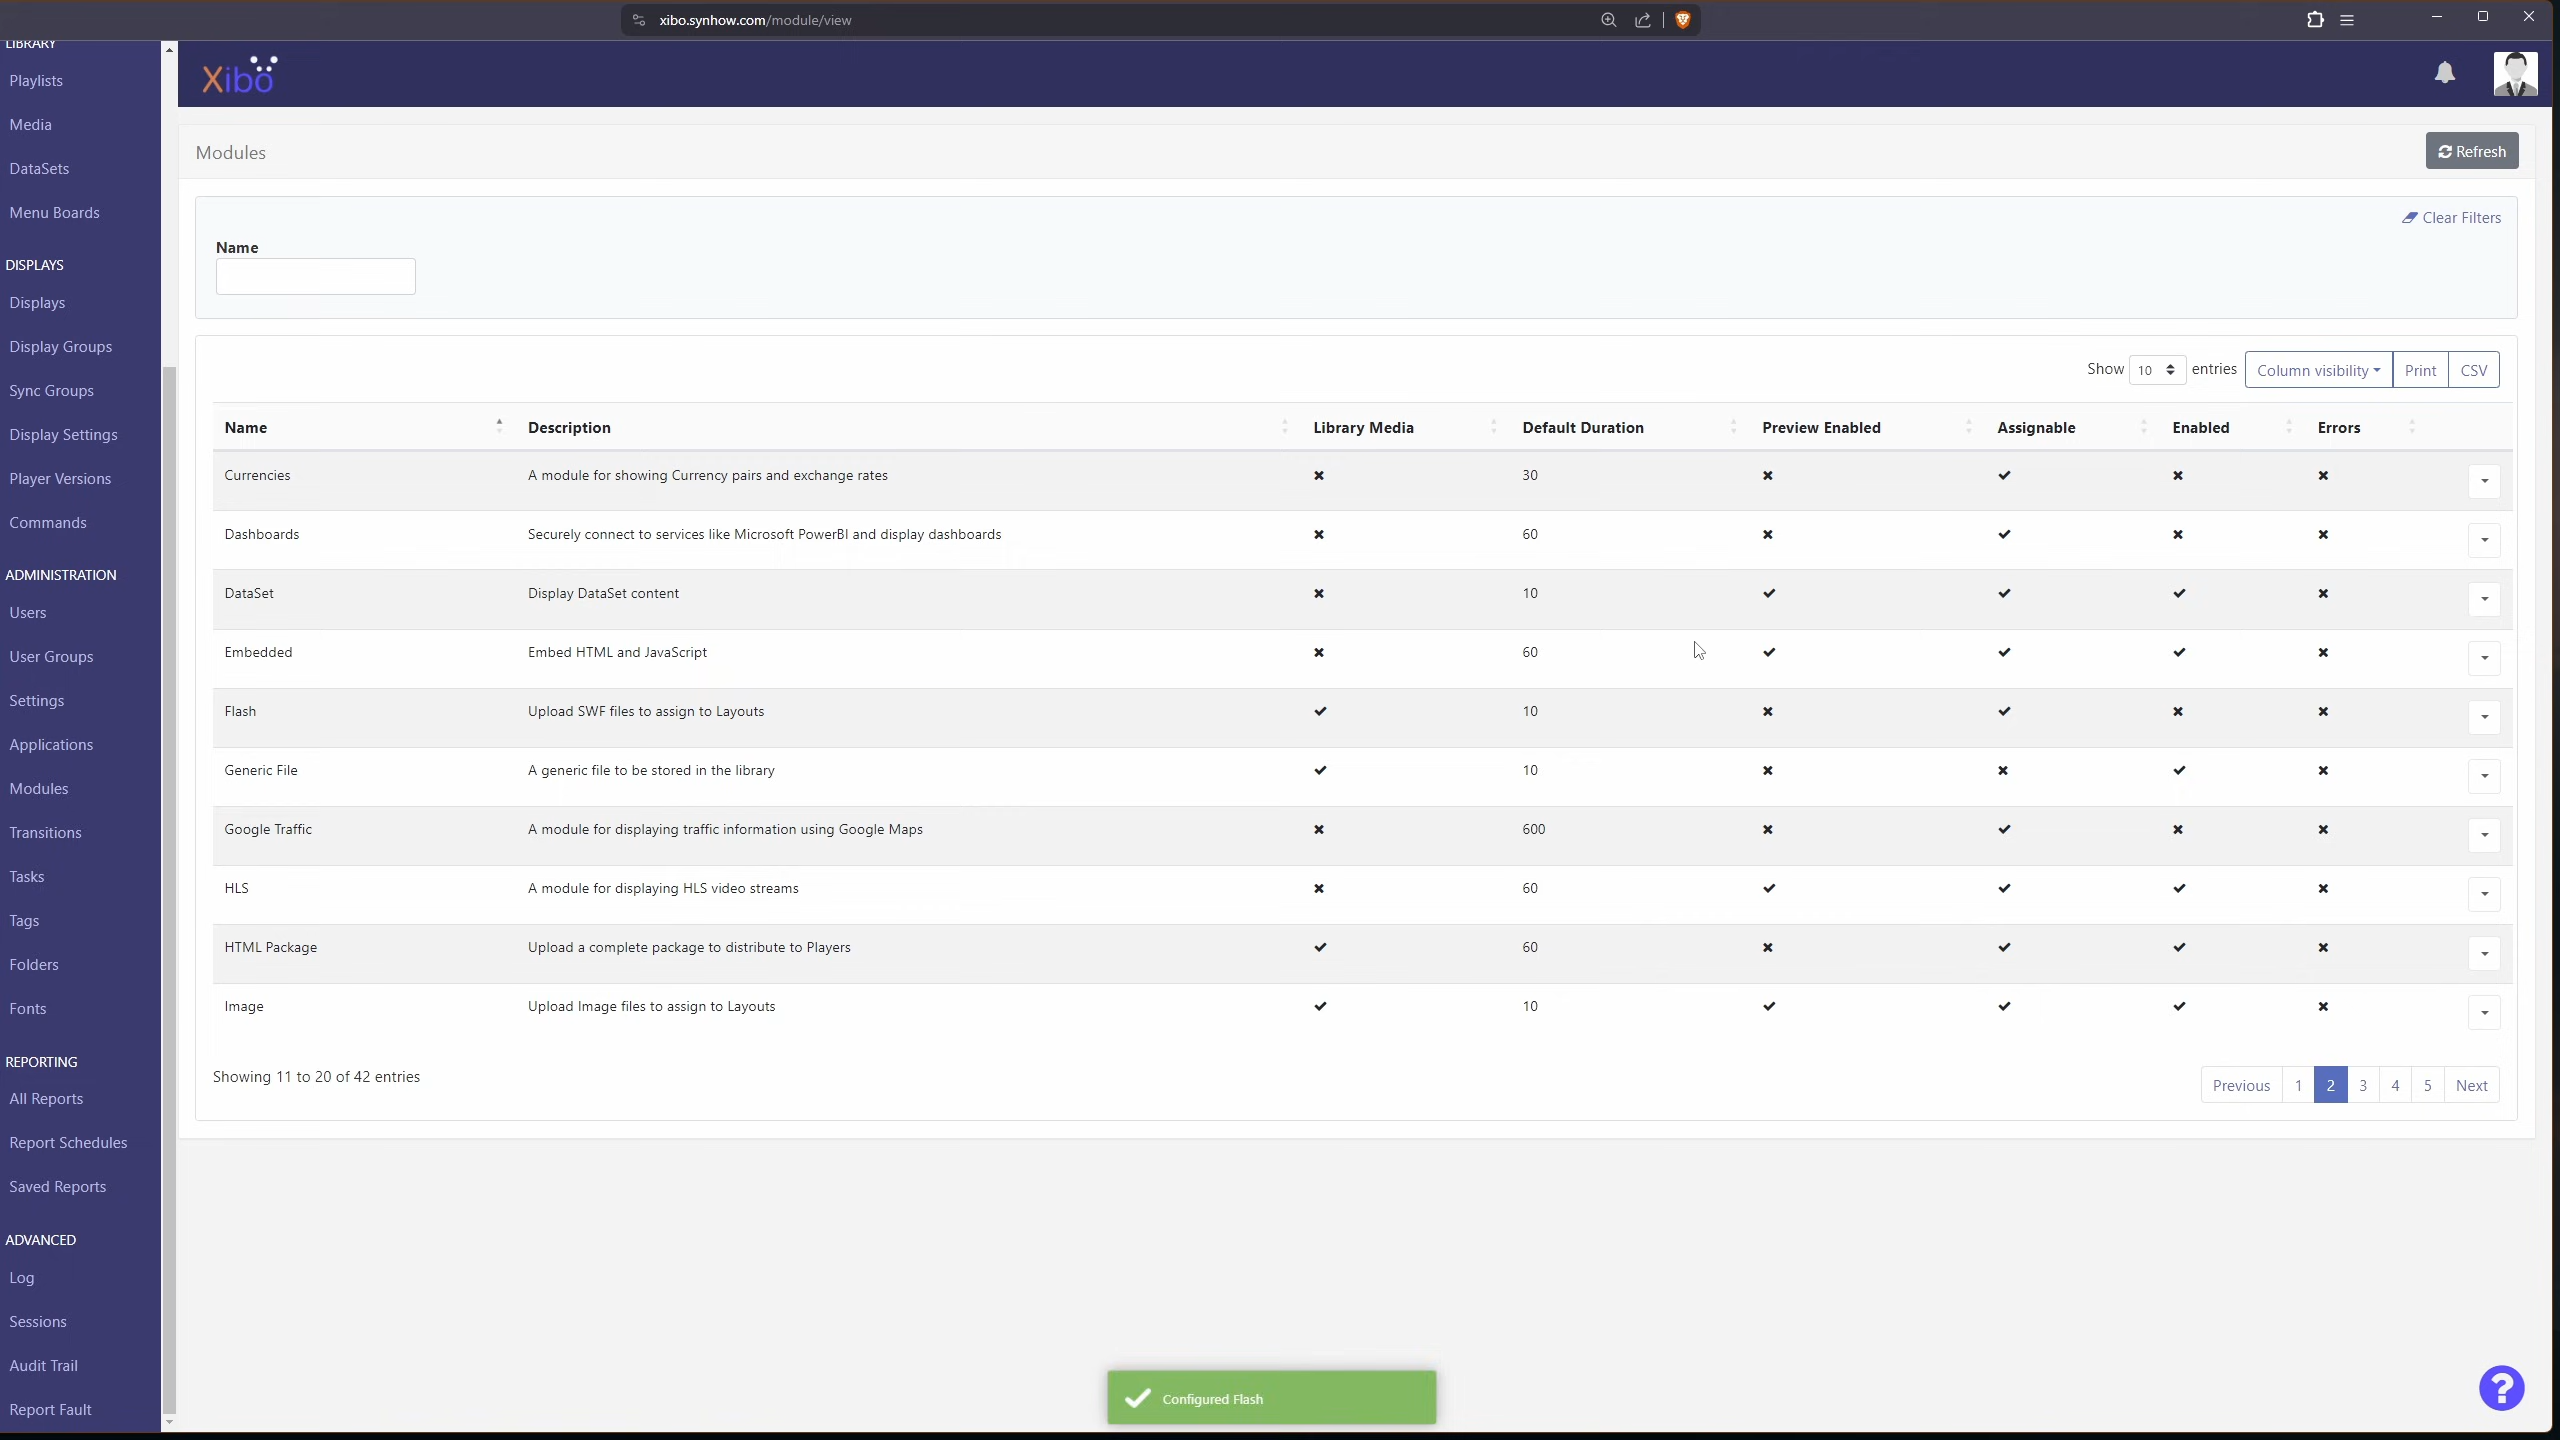 xibo.synhow.com/module/view
LIBRARY
Playlists
Media
DataSets
Menu Boards
DISPLAYS
Displays
Display Groups
Sync Groups
Display Settings
Player Versions
Commands
ADMINISTRATION
Users
User Groups
Settings
Applications
Modules
Transitions
Tasks
Tags
Folders
Fonts
REPORTING
All Reports
Report Schedules
Saved Reports
ADVANCED
Log
Sessions
Audit Trail
Report Fault
Xibo
Modules
Refresh
Clear Filters
Name
Show 10 entries Column visibility Print CSV
Name Description Library Media Default Duration Preview Enabled Assignable Enabled Errors
Currencies A module for showing Currency pairs and exchange rates 30
Dashboards Securely connect to services like Microsoft PowerBI and display dashboards 60
DataSet Display DataSet content 10
Embedded Embed HTML and JavaScript 60
Flash Upload SWF files to assign to Layouts 10
Generic File A generic file to be stored in the library 10
Google Traffic A module for displaying traffic information using Google Maps 600
HLS A module for displaying HLS video streams 60
HTML Package Upload a complete package to distribute to Players 60
Image Upload Image files to assign to Layouts 10
Showing 11 to 20 of 42 entries
Previous 1 2 3 4 5 Next
Configured Flash
?